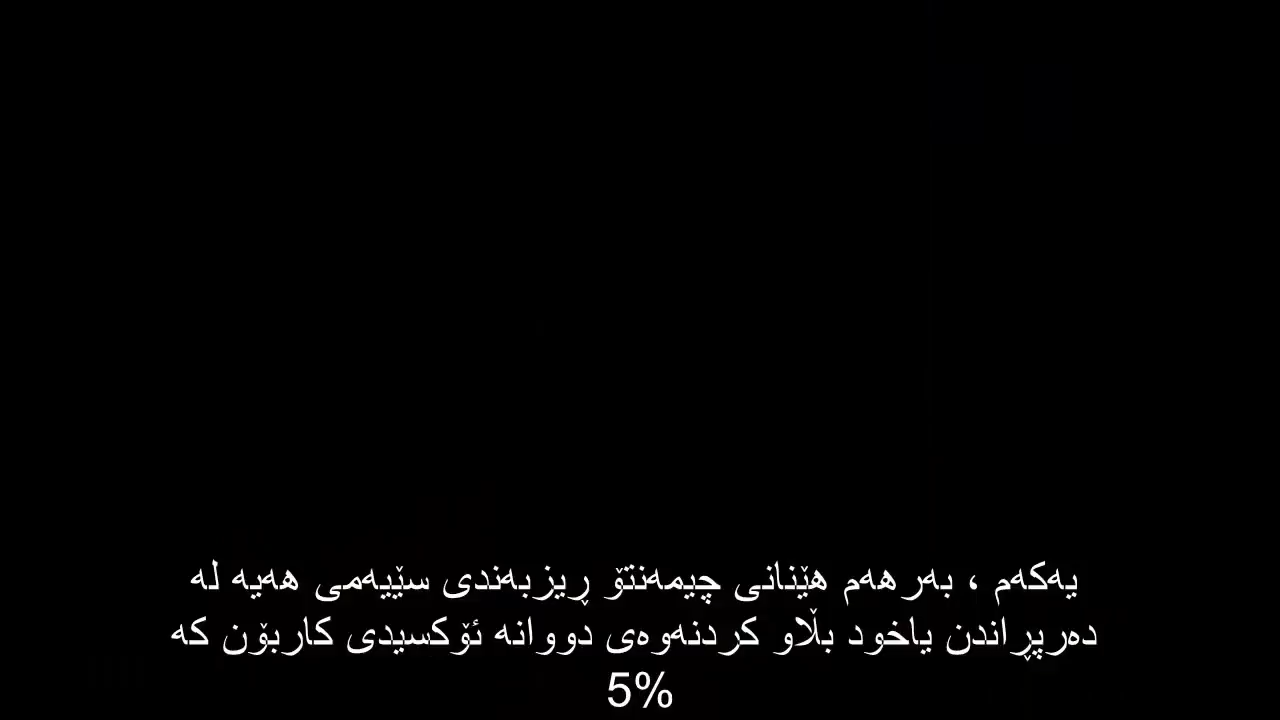 یەکەم ، بەرهەم هێنانی چیمەنتۆ ڕیزبەندی سێیەمی هەیە لە
دەرپڕاندن یاخود بڵاو کردنەوەی دووانە ئۆکسیدی کاربۆن کە
5%